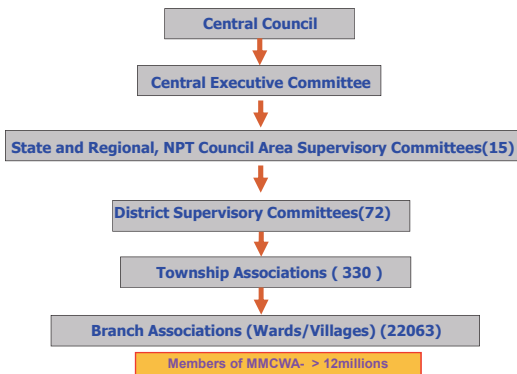 Central Council
Central Executive Committee
State and Regional, NPT Council Area Supervisory Committees(15)
District Supervisory Committees(72)
Township Associations ( 330 )
Branch Associations (Wards/Villages) (22063)
Members of MMCWA- > 12millions